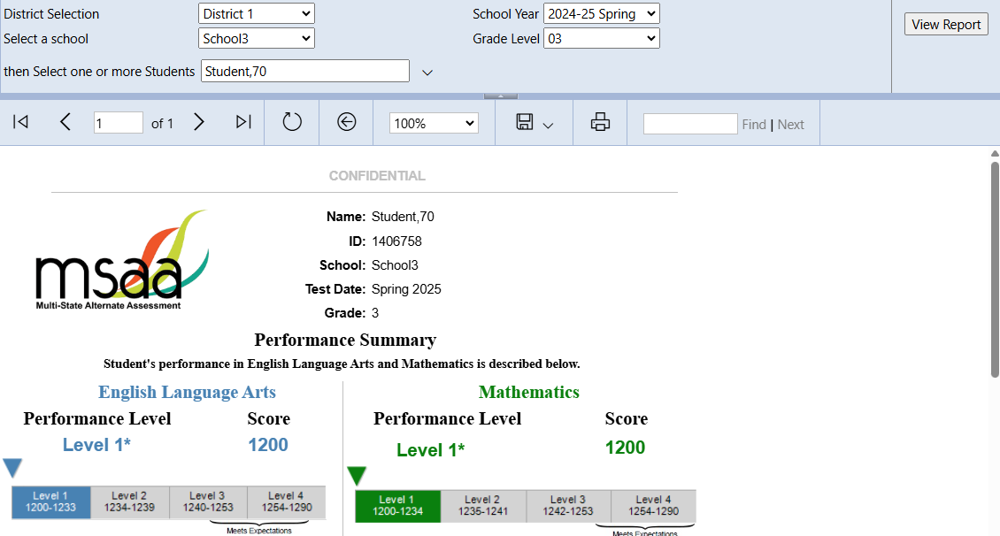 District Selection District 1 School Year 2024-25 Spring View Report
Select a school School3 Grade Level 03
then Select one or more Students Student,70
1 of 1 100% Find | Next
CONFIDENTIAL
msaa
Multi-State Alternate Assessment
Name: Student,70
ID: 1406758
School: School3
Test Date: Spring 2025
Grade: 3
Performance Summary
Student's performance in English Language Arts and Mathematics is described below.
English Language Arts
Performance Level Score
Level 1* 1200
Level 1 Level 2 Level 3 Level 4
1200-1233 1234-1239 1240-1253 1254-1290
Meets Expectations
Mathematics
Performance Level Score
Level 1* 1200
Level 1 Level 2 Level 3 Level 4
1200-1234 1235-1241 1242-1253 1254-1290
Meets Expectations